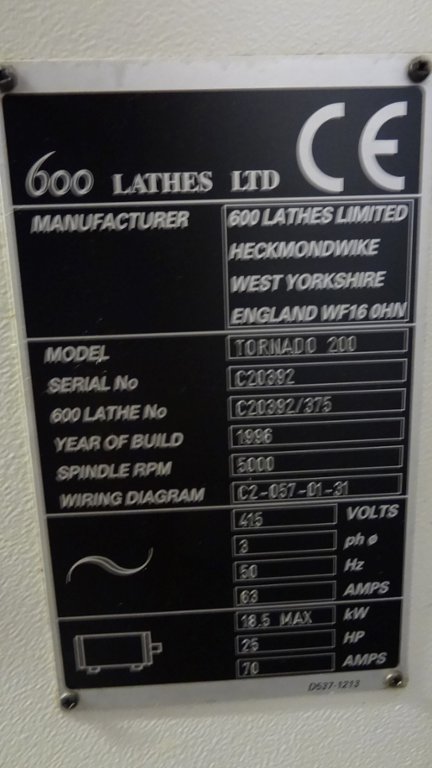 600 LATHES LTD CE
MANUFACTURER 600 LATHES LIMITED
HECKMONDWIKE
WEST YORKSHIRE
ENGLAND WF16 0HN
MODEL TORNADO 200
SERIAL No C20392
600 LATHE No C20392/375
YEAR OF BUILD 1996
SPINDLE RPM 5000
WIRING DIAGRAM C2-057-01-31
415 VOLTS
3 ph ø
50 Hz
63 AMPS
18.5 MAX kW
25 HP
70 AMPS
D537-1213